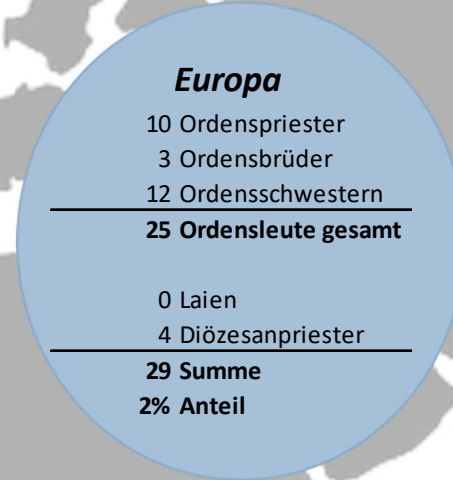 Europa
10 Ordenspriester
3 Ordensbrüder
12 Ordensschwestern
25 Ordensleute gesamt
0 Laien
4 Diözesanpriester
29 Summe
2% Anteil